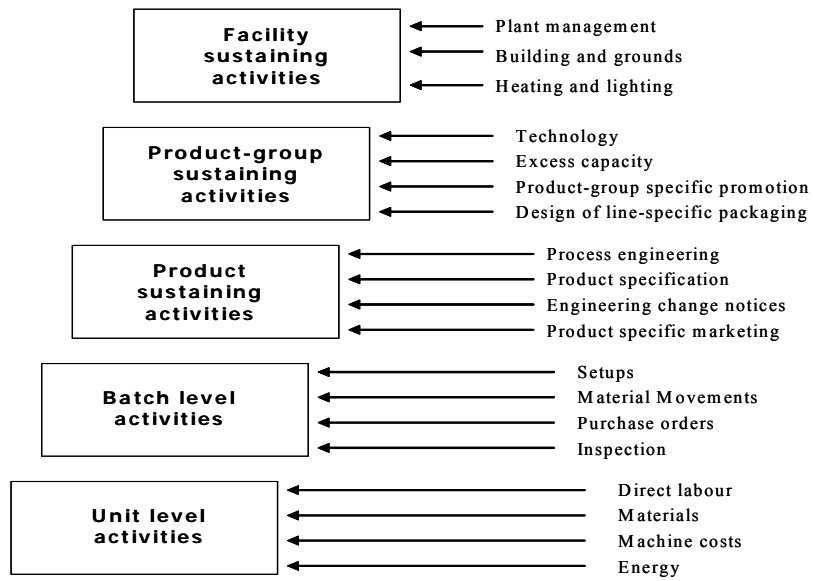 Facility
sustaining
activities
Plant management
Building and grounds
Heating and lighting
Product-group
sustaining
activities
Technology
Excess capacity
Product-group specific promotion
Design of line-specific packaging
Product
sustaining
activities
Process engineering
Product specification
Engineering change notices
Product specific marketing
Batch level
activities
Setups
Material Movements
Purchase orders
Inspection
Unit level
activities
Direct labour
Materials
Machine costs
Energy